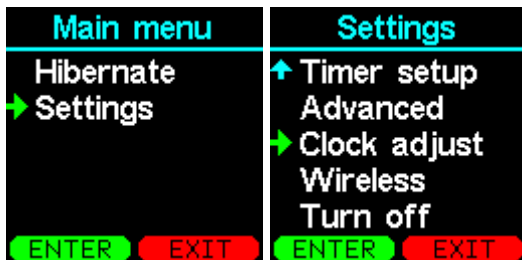 Main menu
Hibernate
Settings
ENTER EXIT
Settings
Timer setup
Advanced
Clock adjust
Wireless
Turn off
ENTER EXIT